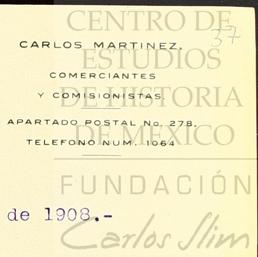 CENTRO DE
37
CARLOS MARTINEZ.
ESTUDIOS
COMERCIANTES
DE HISTORIA
Y COMISIONISTAS.
APARTADO POSTAL No. 278.
DE MÉXICO
TELEFONO NUM. 1064
FUNDACIÓN
de 1908.-
Carlos Slim